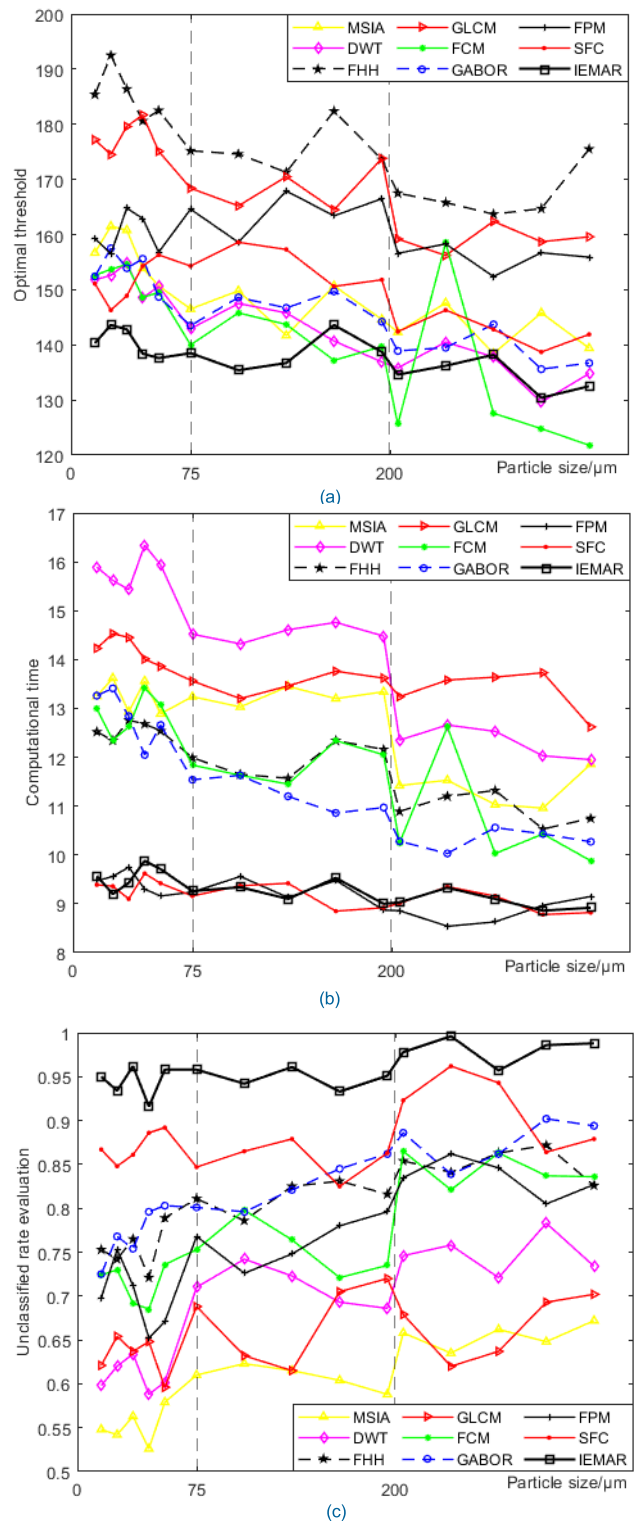 200
190
180
170
160
150
140
130
120
Optimal threshold
MSIA GLCM FPM
DWT FCM SFC
FHH GABOR IEMAR
0 75 200 Particle size/μm
(a)
17
16
15
14
13
12
11
10
9
8
Computational time
MSIA GLCM FPM
DWT FCM SFC
FHH GABOR IEMAR
0 75 200 Particle size/μm
(b)
1
0.95
0.9
0.85
0.8
0.75
0.7
0.65
0.6
0.55
0.5
Unclassified rate evaluation
MSIA GLCM FPM
DWT FCM SFC
FHH GABOR IEMAR
0 75 200 Particle size/μm
(c)